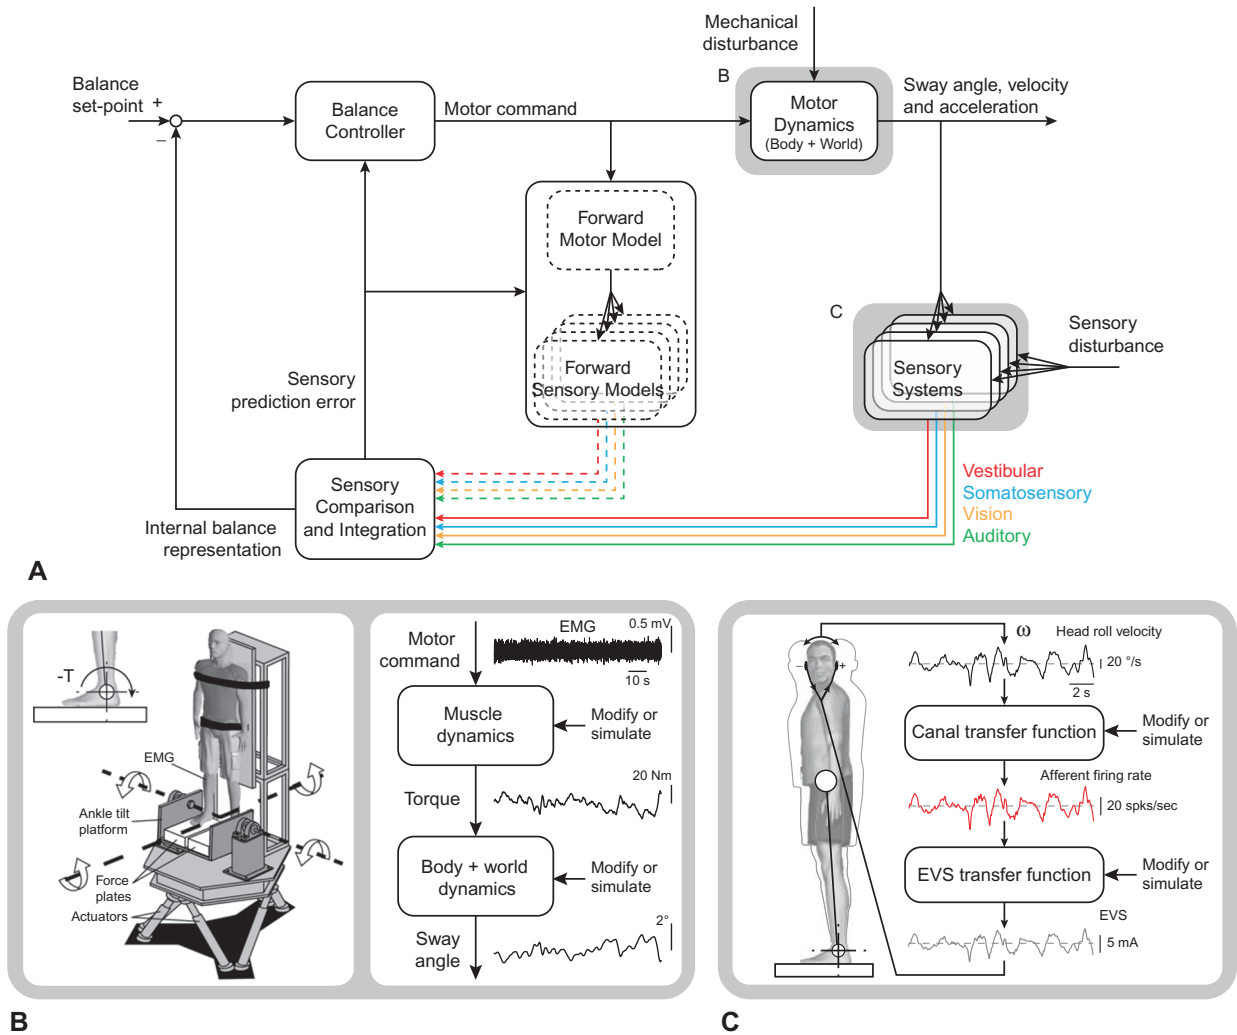 Mechanical
disturbance
Balance
set-point
+
−
Balance
Controller
Motor command
B
Motor
Dynamics
(Body + World)
Sway angle, velocity
and acceleration
Forward
Motor Model
Forward
Sensory Models
C
Sensory
Systems
Sensory
disturbance
Sensory
prediction error
Sensory
Comparison
and Integration
Internal balance
representation
Vestibular
Somatosensory
Vision
Auditory
A
-T
EMG
Ankle tilt
platform
Force
plates
Actuators
Motor
command
EMG
0.5 mV
10 s
Muscle
dynamics
Modify or
simulate
Torque
20 Nm
Body + world
dynamics
Modify or
simulate
Sway
angle
2°
B
−
+
ω
Head roll velocity
20 °/s
2 s
Canal transfer function
Modify or
simulate
Afferent firing rate
20 spks/sec
EVS transfer function
Modify or
simulate
EVS
5 mA
C